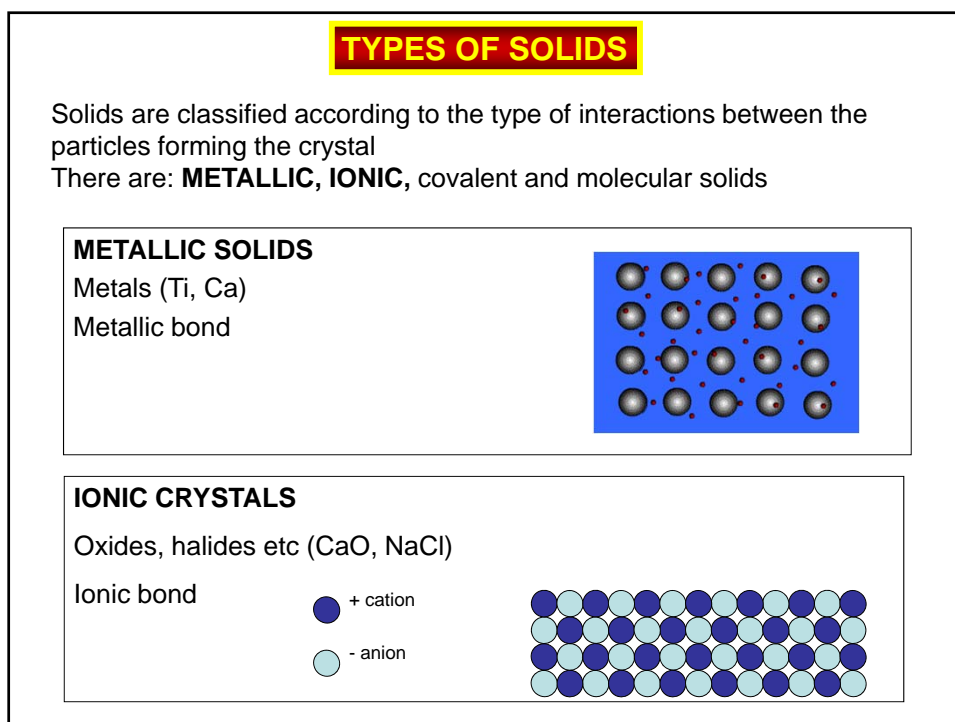 TYPES OF SOLIDS
Solids are classified according to the type of interactions between the
particles forming the crystal
There are: METALLIC, IONIC, covalent and molecular solids
METALLIC SOLIDS
Metals (Ti, Ca)
Metallic bond
IONIC CRYSTALS
Oxides, halides etc (CaO, NaCl)
Ionic bond
+ cation
- anion